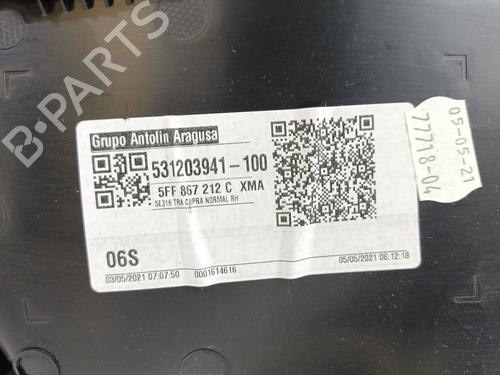 B-PARTS
Grupo Antolin Aragusa
531203941-100
5FF 867 212 C XMA
SE316 TRA CUPRA NORMAL RH
06S
03/05/2021 07:07:50 0001614616
05/05/2021 06:12:18
05-05-21
77718-04